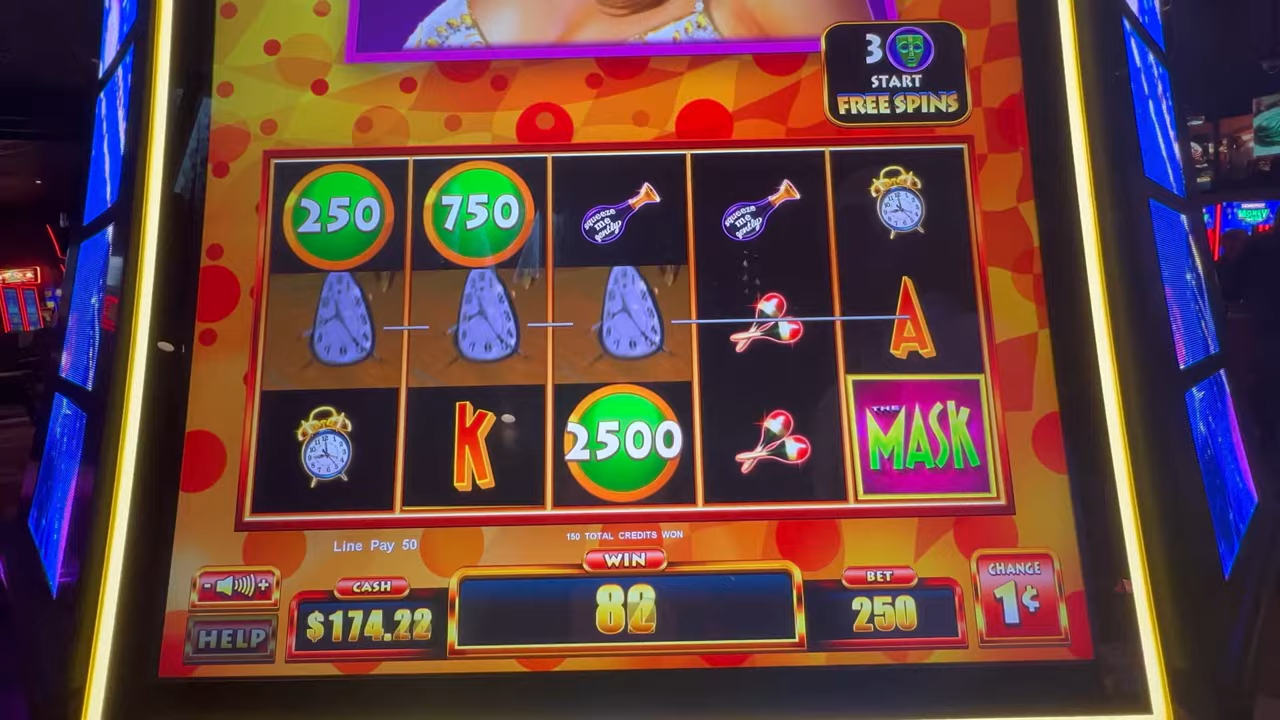 3
START
FREE SPINS
250
750
squeeze
me
gently
squeeze
me
gently
A
K
2500
THE
MASK
Line Pay 50
150 TOTAL CREDITS WON
WIN
82
- +
HELP
CASH
$174.22
BET
250
CHANGE
1¢